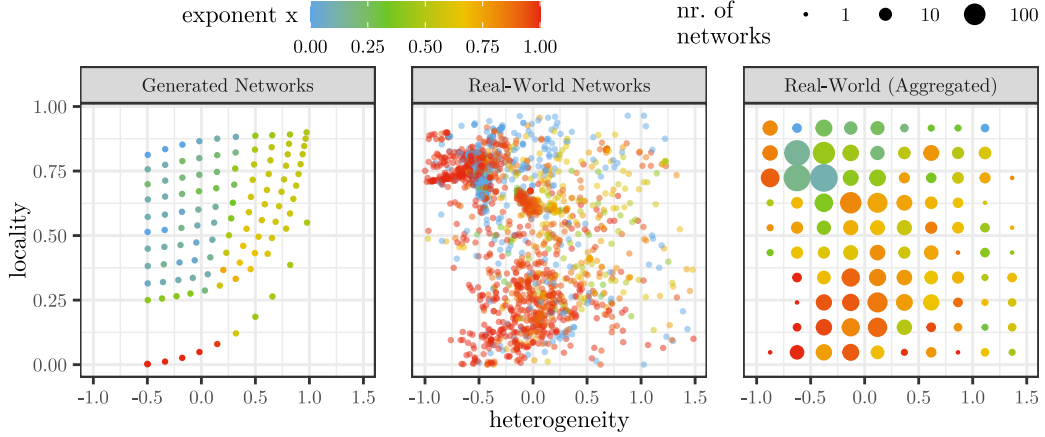 exponent x
0.00 0.25 0.50 0.75 1.00
nr. of
networks
1 10 100
Generated Networks Real-World Networks Real-World (Aggregated)
locality
1.00
0.75
0.50
0.25
0.00
-1.0 -0.5 0.0 0.5 1.0 1.5 -1.0 -0.5 0.0 0.5 1.0 1.5 -1.0 -0.5 0.0 0.5 1.0 1.5
heterogeneity